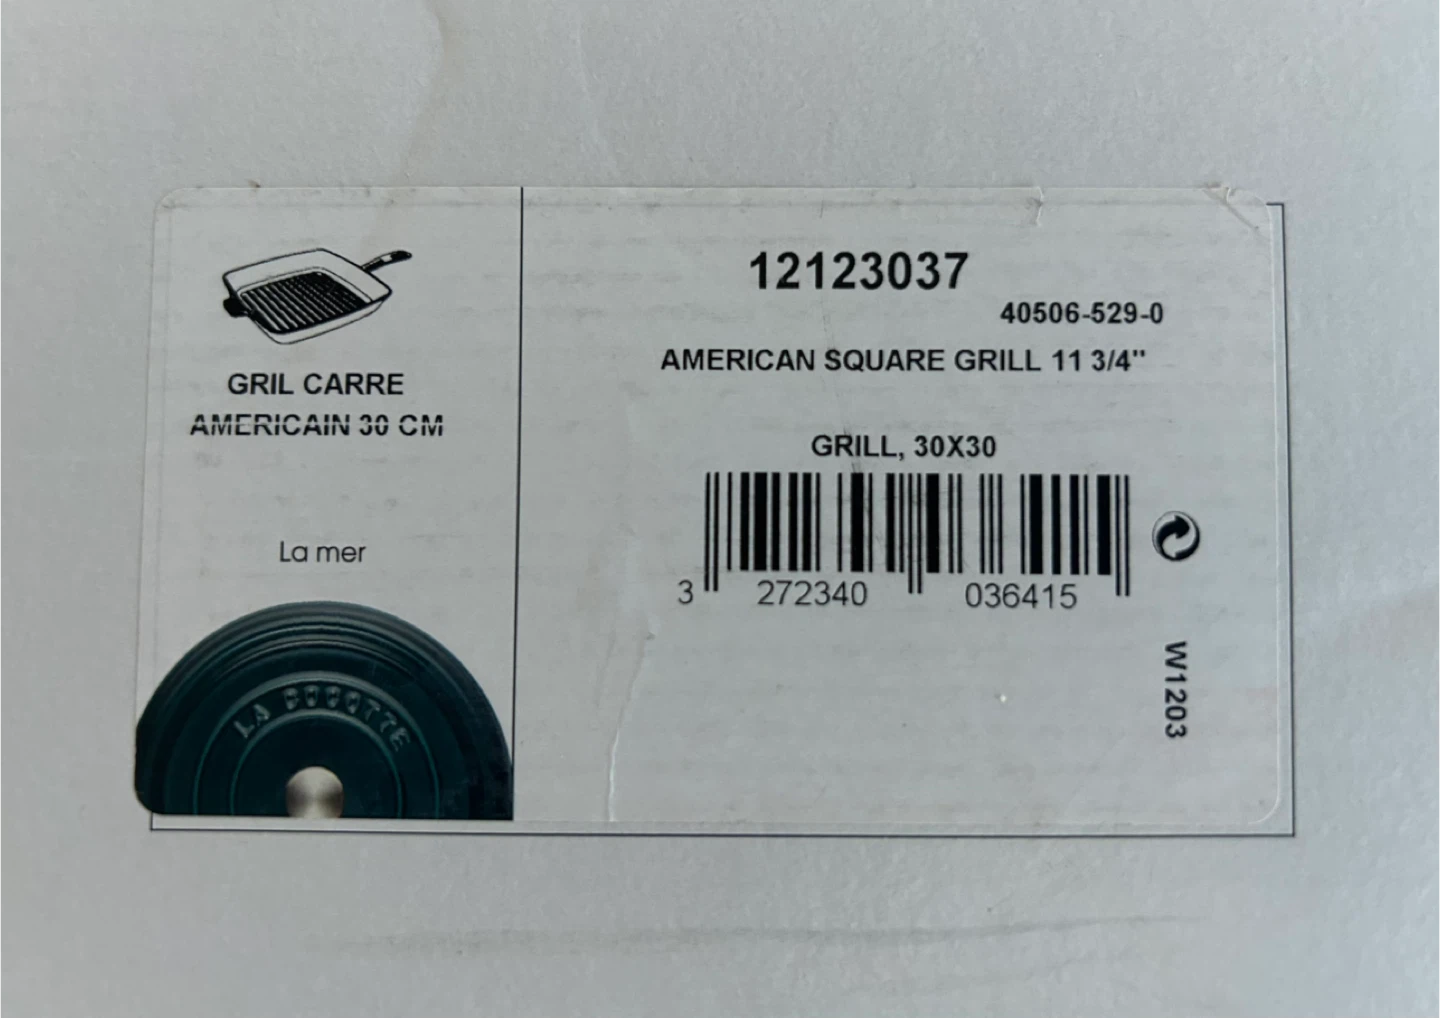 GRIL CARRE
AMERICAIN 30 CM
La mer
LA COCOTTE
12123037
40506-529-0
AMERICAN SQUARE GRILL 11 3/4"
GRILL, 30X30
3 272340 036415
W1203